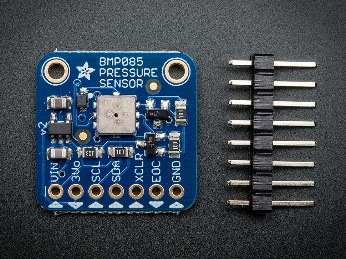 BMP085
PRESSURE
SENSOR
VIN 3Vo SCL SDA XCLR EOC GND